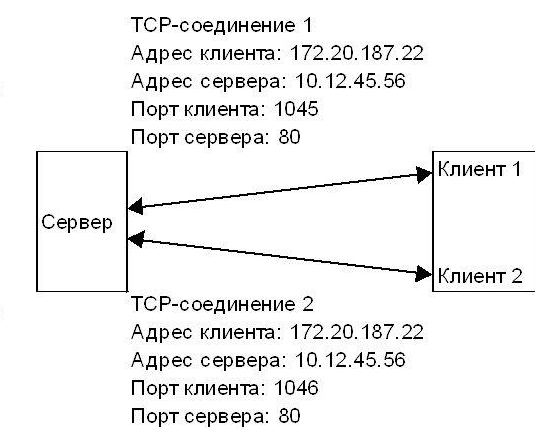 TCP-соединение 1
Адрес клиента: 172.20.187.22
Адрес сервера: 10.12.45.56
Порт клиента: 1045
Порт сервера: 80
Клиент 1
Сервер
Клиент 2
TCP-соединение 2
Адрес клиента: 172.20.187.22
Адрес сервера: 10.12.45.56
Порт клиента: 1046
Порт сервера: 80